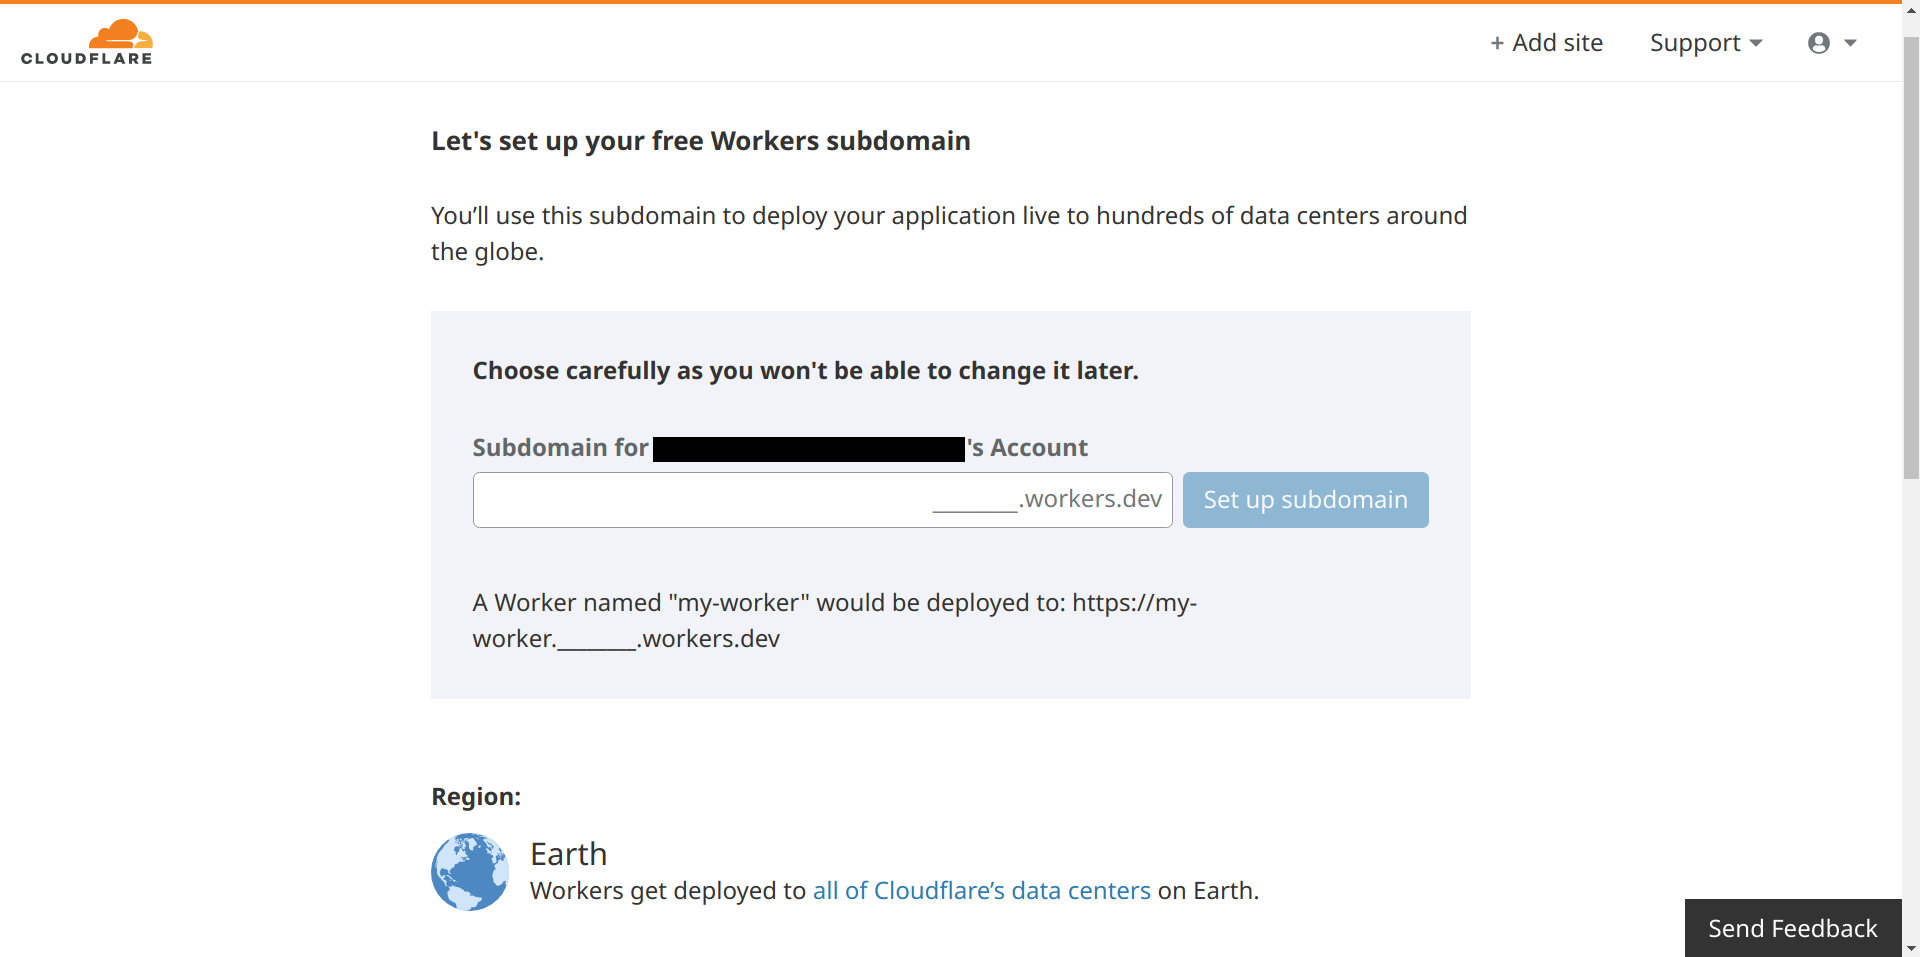 CLOUDFLARE
+ Add site
Support
Let's set up your free Workers subdomain
You’ll use this subdomain to deploy your application live to hundreds of data centers around
the globe.
Choose carefully as you won't be able to change it later.
Subdomain for 's Account
________.workers.dev
Set up subdomain
A Worker named "my-worker" would be deployed to: https://my-
worker.________.workers.dev
Region:
Earth
Workers get deployed to all of Cloudflare’s data centers on Earth.
Send Feedback